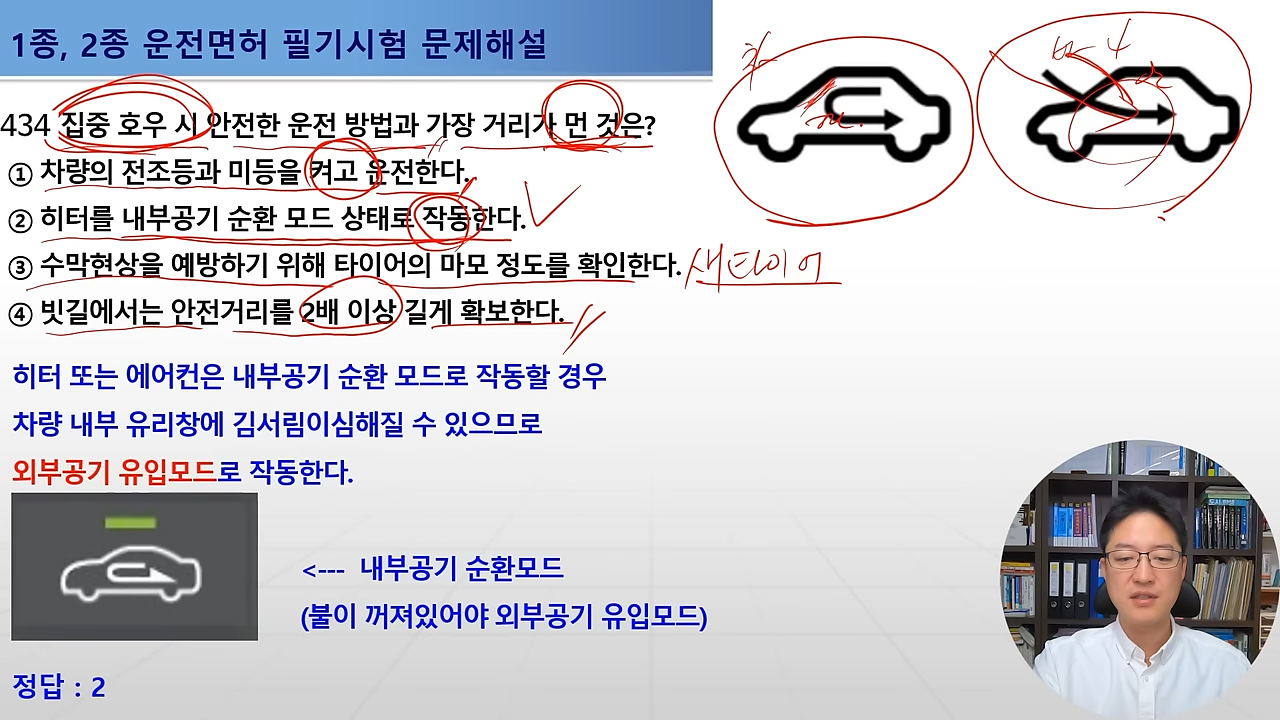 1종, 2종 운전면허 필기시험 문제해설
434 집중 호우 시 안전한 운전 방법과 가장 거리가 먼 것은?
① 차량의 전조등과 미등을 켜고 운전한다.
② 히터를 내부공기 순환 모드 상태로 작동한다.
③ 수막현상을 예방하기 위해 타이어의 마모 정도를 확인한다.
새타이어
④ 빗길에서는 안전거리를 2배 이상 길게 확보한다.
히터 또는 에어컨은 내부공기 순환 모드로 작동할 경우
차량 내부 유리창에 김서림이심해질 수 있으므로
외부공기 유입모드로 작동한다.
<--- 내부공기 순환모드
(불이 꺼져있어야 외부공기 유입모드)
정답 : 2